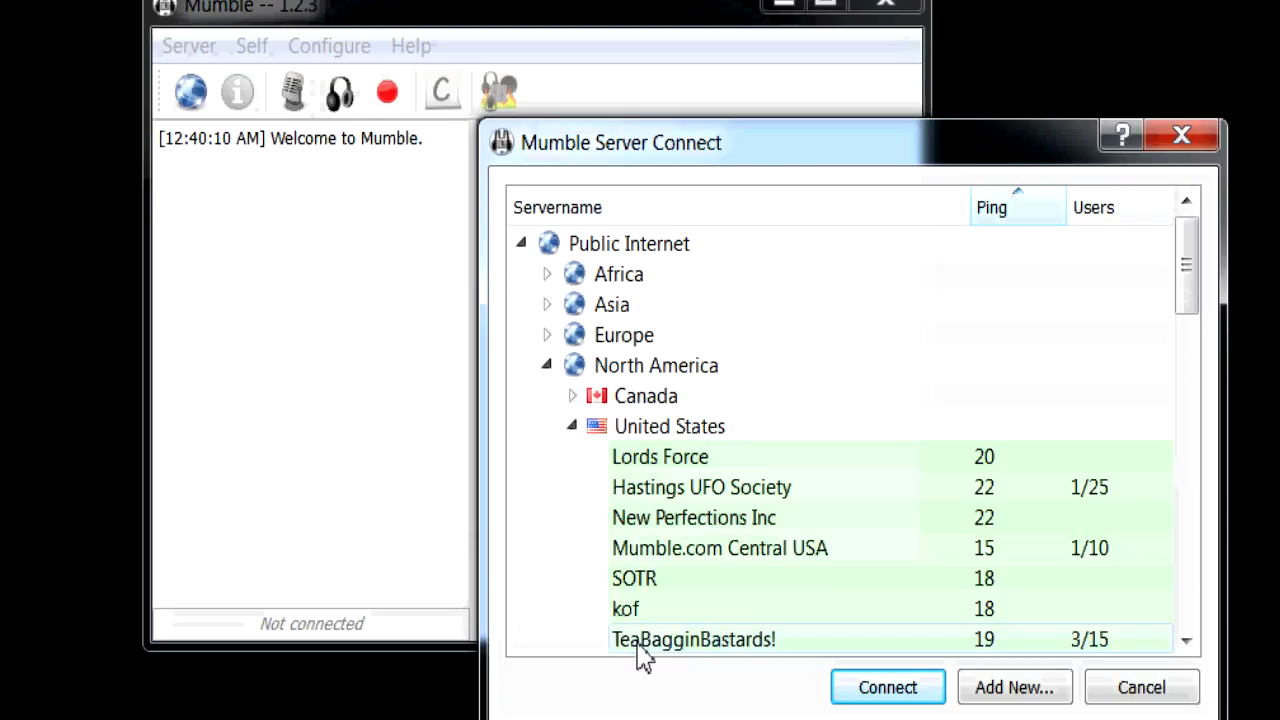 Mumble -- 1.2.3
Server Self Configure Help
C
[12:40:10 AM] Welcome to Mumble.
Not connected
Mumble Server Connect
Servername Ping Users
Public Internet
Africa
Asia
Europe
North America
Canada
United States
Lords Force 20
Hastings UFO Society 22 1/25
New Perfections Inc 22
Mumble.com Central USA 15 1/10
SOTR 18
kof 18
TeaBagginBastards! 19 3/15
Connect Add New... Cancel